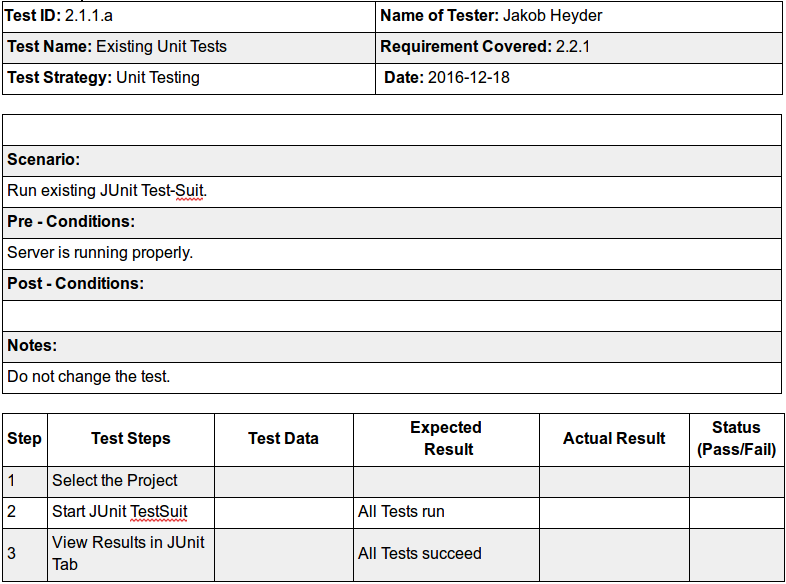 Test ID: 2.1.1.a Name of Tester: Jakob Heyder
Test Name: Existing Unit Tests Requirement Covered: 2.2.1
Test Strategy: Unit Testing Date: 2016-12-18
Scenario:
Run existing JUnit Test-Suit.
Pre - Conditions:
Server is running properly.
Post - Conditions:
Notes:
Do not change the test.
Step Test Steps Test Data Expected Result Actual Result Status (Pass/Fail)
1 Select the Project
2 Start JUnit TestSuit All Tests run
3 View Results in JUnit Tab All Tests succeed